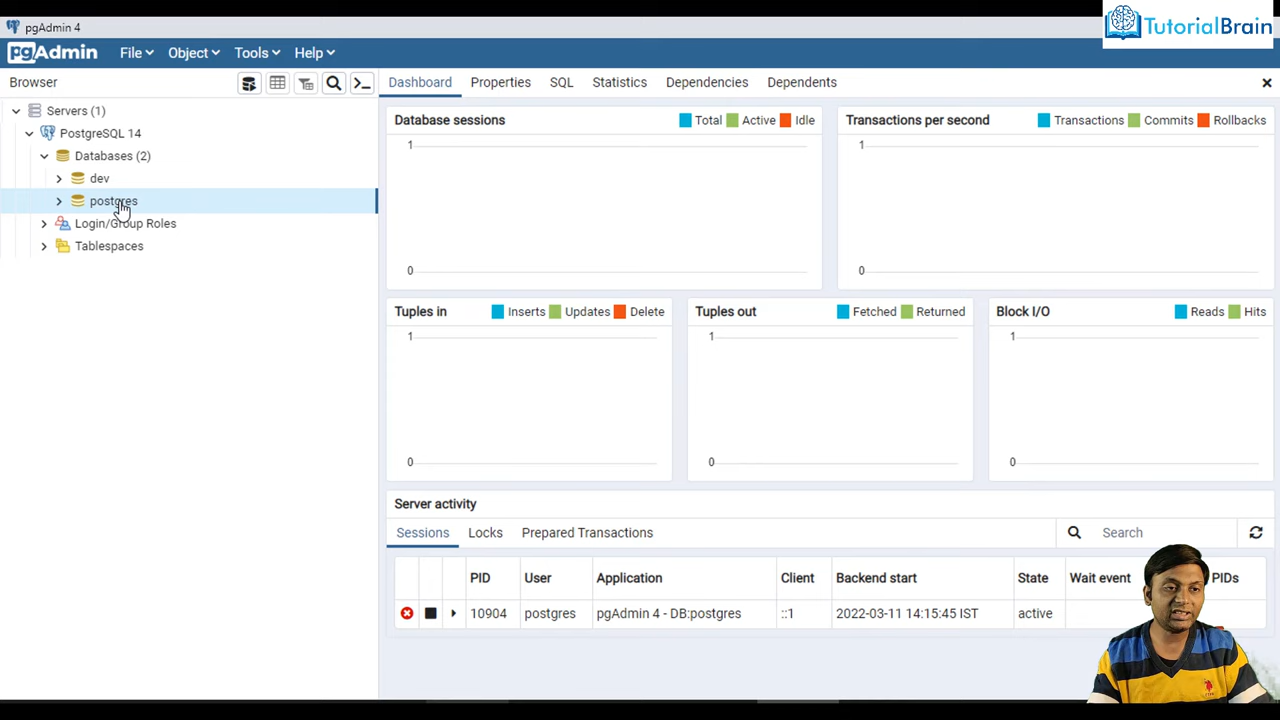 pgAdmin 4
TutorialBrain
pgAdmin File Object Tools Help
Browser
Dashboard Properties SQL Statistics Dependencies Dependents
Servers (1)
PostgreSQL 14
Databases (2)
dev
postgres
Login/Group Roles
Tablespaces
Database sessions Total Active Idle
1
0
Transactions per second Transactions Commits Rollbacks
1
0
Tuples in Inserts Updates Delete
1
0
Tuples out Fetched Returned
1
0
Block I/O Reads Hits
1
0
Server activity
Sessions Locks Prepared Transactions Search
PID User Application Client Backend start State Wait event PIDs
10904 postgres pgAdmin 4 - DB:postgres ::1 2022-03-11 14:15:45 IST active